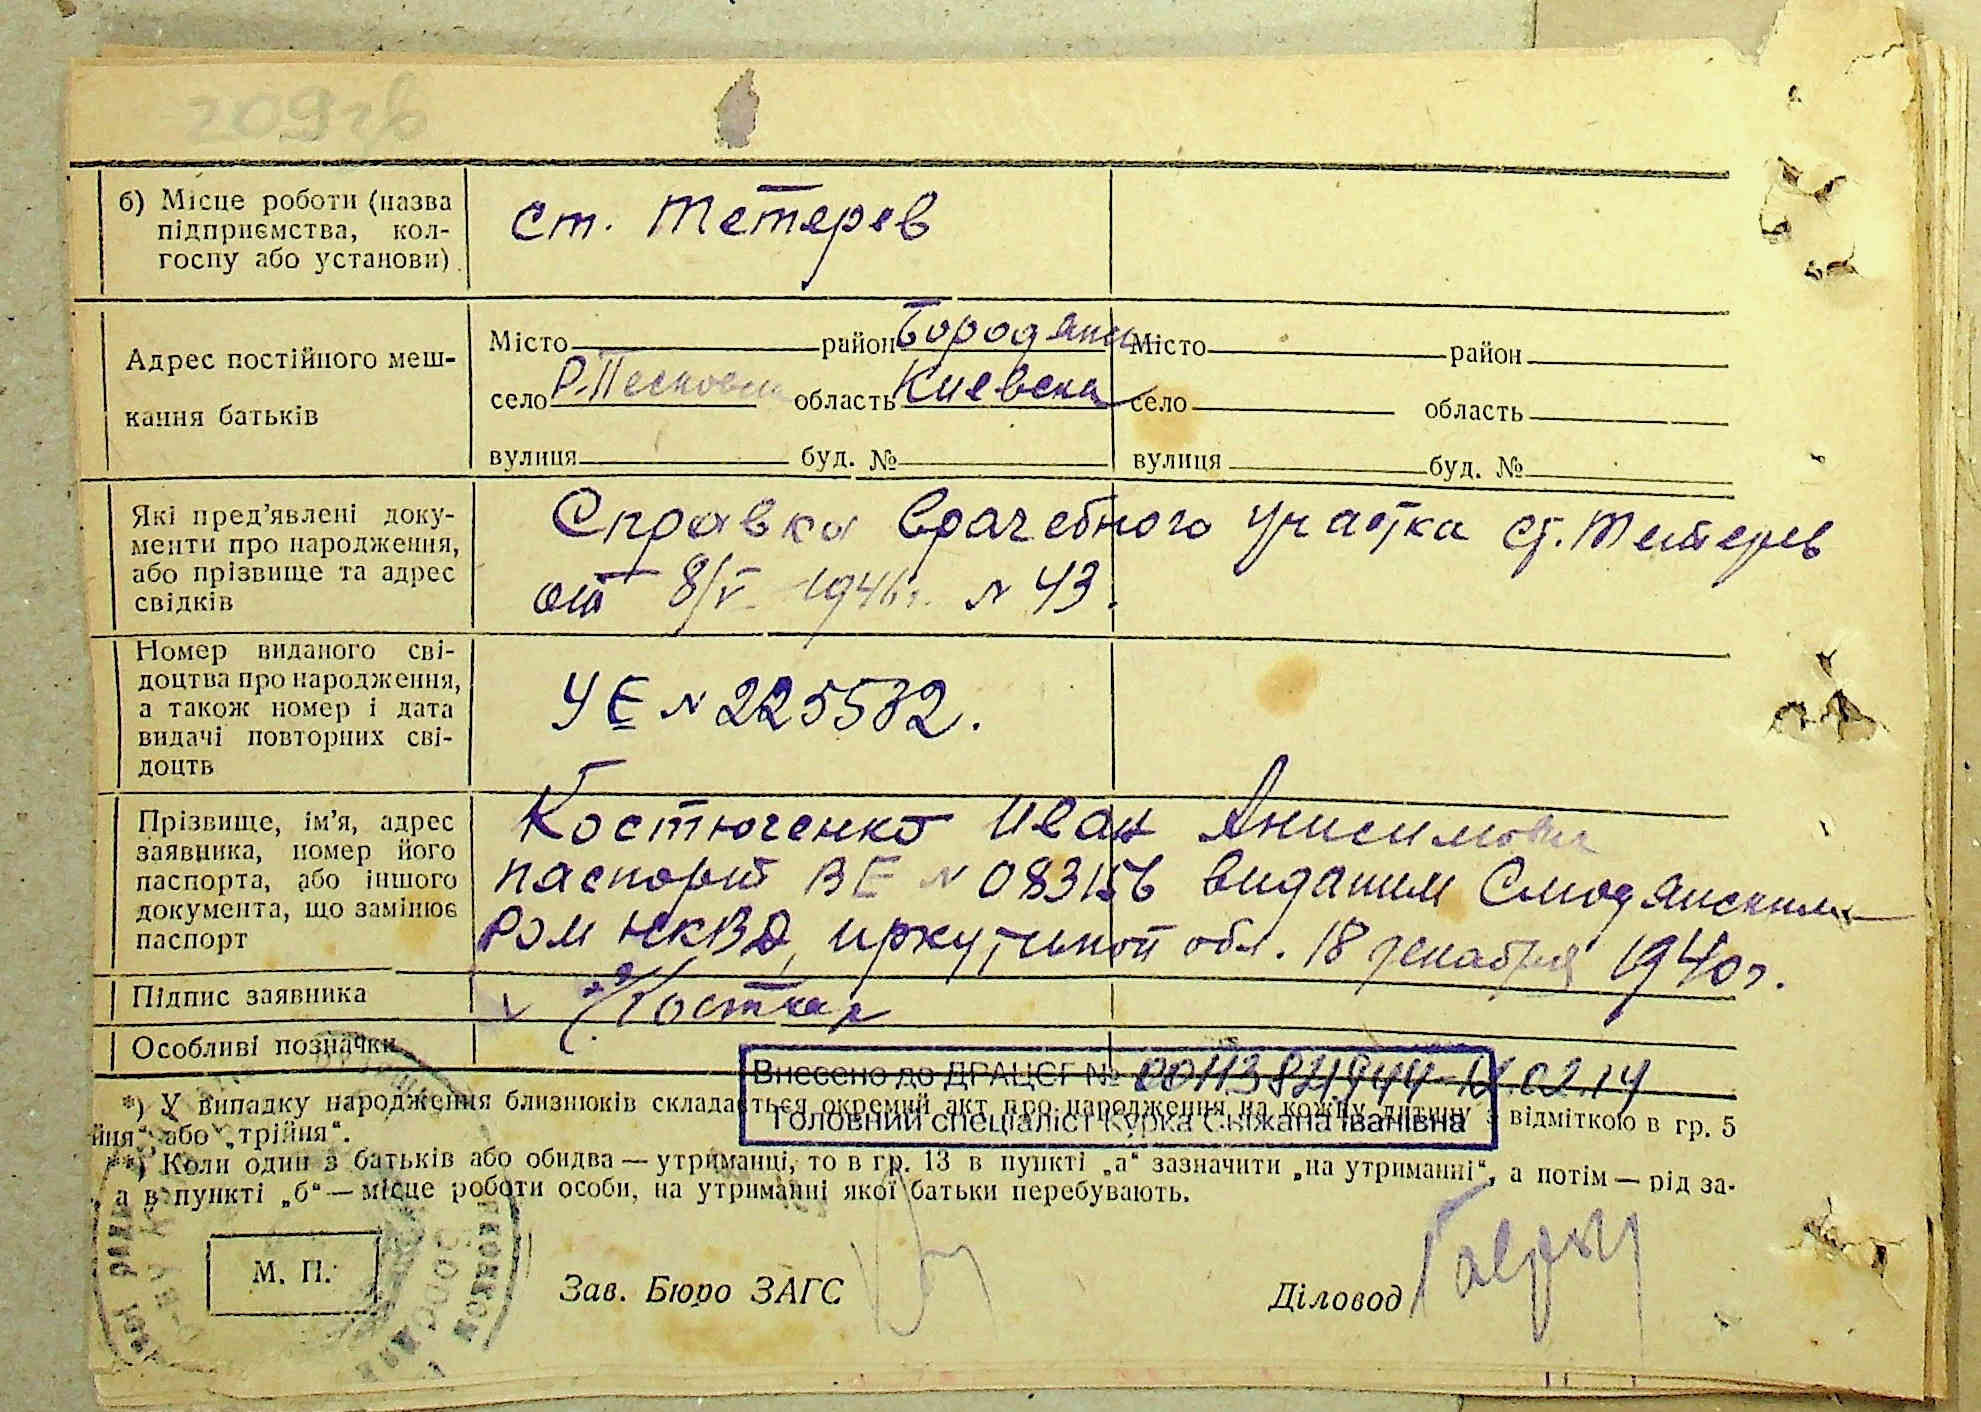 209зв
б) Місце роботи (назва
підприємства, кол-
госпу або установи)
ст. Тетерев
Адрес постійного меш-
кання батьків
Місто район Бородянск Місто район
село Р. Песковка область Киевска село область
вулиця буд. № вулиця буд. №
Які пред’явлені доку-
менти про народження,
або прізвище та адрес
свідків
Справка врачебного участка ст. Тетерев
от 8/V 1946 г. N 43.
Номер виданого сві-
доцтва про народження,
а також номер і дата
видачі повторних сві-
доцтв
УЕ N 225532.
Прізвище, ім’я, адрес
заявника, номер його
паспорта, або іншого
документа, що замінює
паспорт
Костюченко Иван Анисимович
паспорт ВЕ N 083156 виданим
Ром НКВД, иркутской обл. 18 декабря 1940 г.
Підпис заявника
Особливі позначки
Внесено до ДРАЦСГ №
Головний спеціаліст Курка Сніжана Іванівна
*) У випадку народження близнюків складається окремий акт про народження на кожну дитину з відміткою в гр. 5
йня“ або „трійня“.
**) Коли один з батьків або обидва — утриманці, то в гр. 13 в пункті „а“ зазначити „на утриманні“, а потім — рід за-
, а в пункті „б“ — місце роботи особи, на утриманні якої батьки перебувають.
М. П.
Зав. Бюро ЗАГС
Діловод